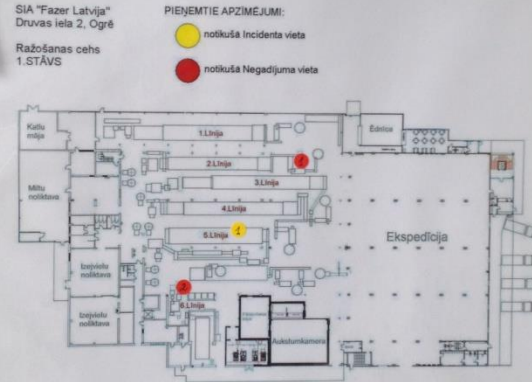 SIA "Fazer Latvija"
Druvas iela 2, Ogrē
Ražošanas cehs
1.STĀVS
PIEŅEMTIE APZĪMĒJUMI:
notikušā Incidenta vieta
notikušā Negadījuma vieta
Katlu
māja
Miltu
noliktava
Izejvielu
noliktava
Izejvielu
noliktava
1.Līnija
2.Līnija
1
3.Līnija
4.Līnija
5.Līnija
1
2
6.Līnija
Ēdnīca
Ekspedīcija
Aukstumkamera